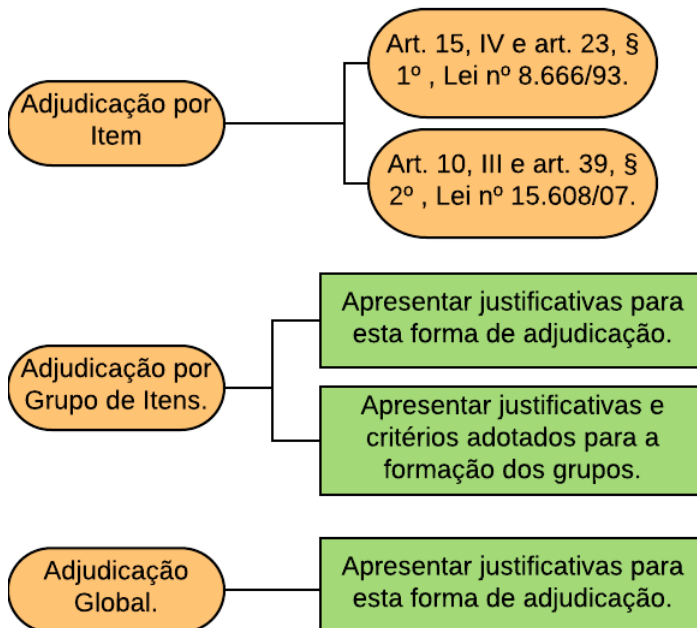 Adjudicação por
Item
Art. 15, IV e art. 23, §
1º , Lei nº 8.666/93.
Art. 10, III e art. 39, §
2º , Lei nº 15.608/07.
Adjudicação por
Grupo de Itens.
Apresentar justificativas para
esta forma de adjudicação.
Apresentar justificativas e
critérios adotados para a
formação dos grupos.
Adjudicação
Global.
Apresentar justificativas para
esta forma de adjudicação.